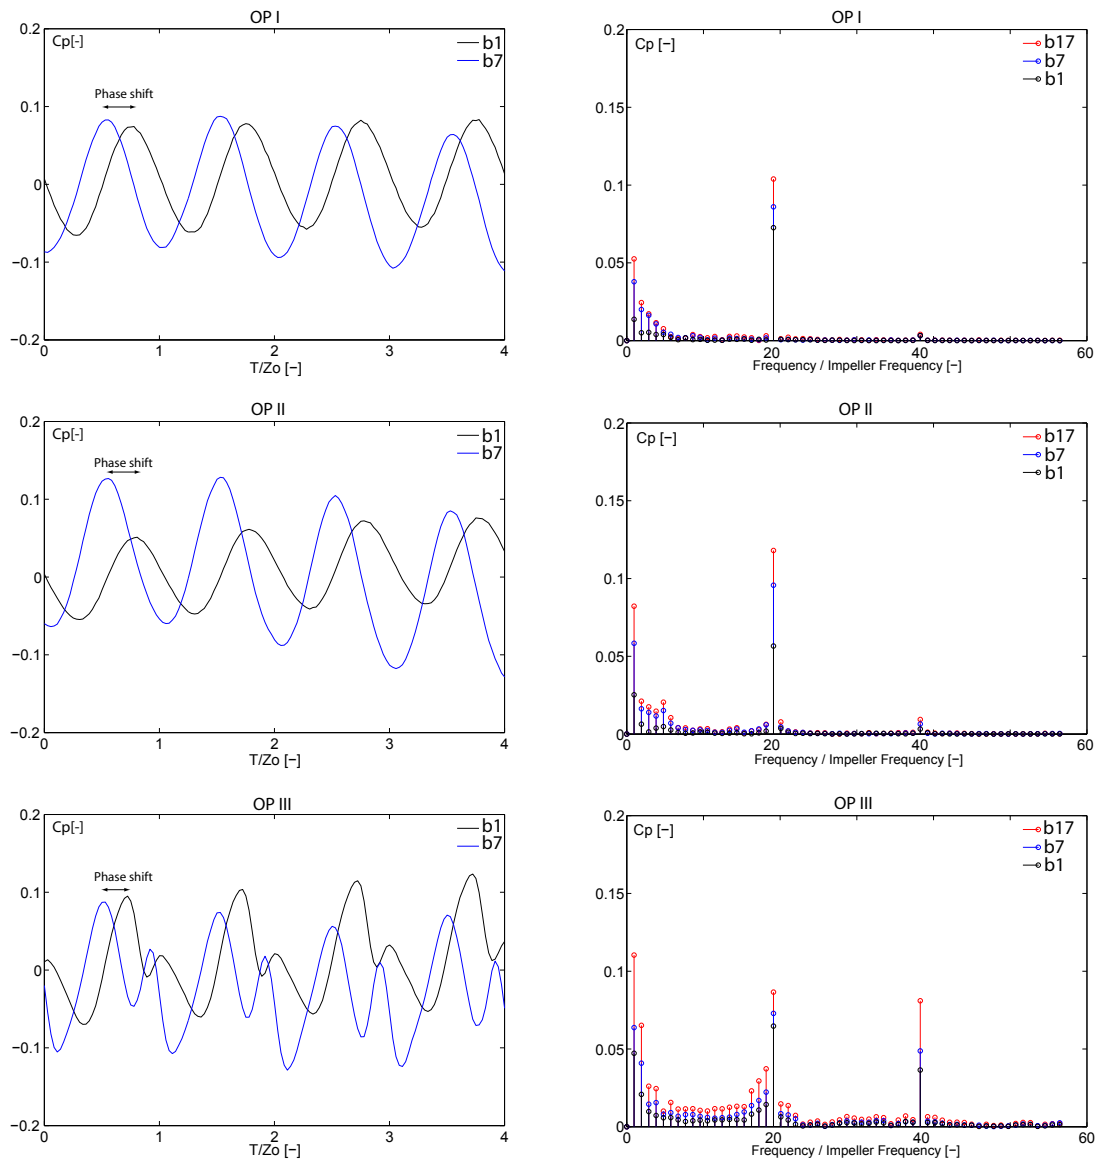 OP I
Cp[-]
b1
b7
Phase shift
0.2
0.1
0
−0.1
−0.2
0 1 2 3 4
T/Zo [−]
OP I
Cp [−]
b17
b7
b1
0.2
0.15
0.1
0.05
0
0 20 40 60
Frequency / Impeller Frequency [−]
OP II
Cp[-]
b1
b7
Phase shift
0.2
0.1
0
−0.1
−0.2
0 1 2 3 4
T/Zo [−]
OP II
Cp [−]
b17
b7
b1
0.2
0.15
0.1
0.05
0
0 20 40 60
Frequency / Impeller Frequency [−]
OP III
Cp[-]
b1
b7
Phase shift
0.2
0.1
0
−0.1
−0.2
0 1 2 3 4
T/Zo [−]
OP III
Cp [−]
b17
b7
b1
0.2
0.15
0.1
0.05
0
0 20 40 60
Frequency / Impeller Frequency [−]